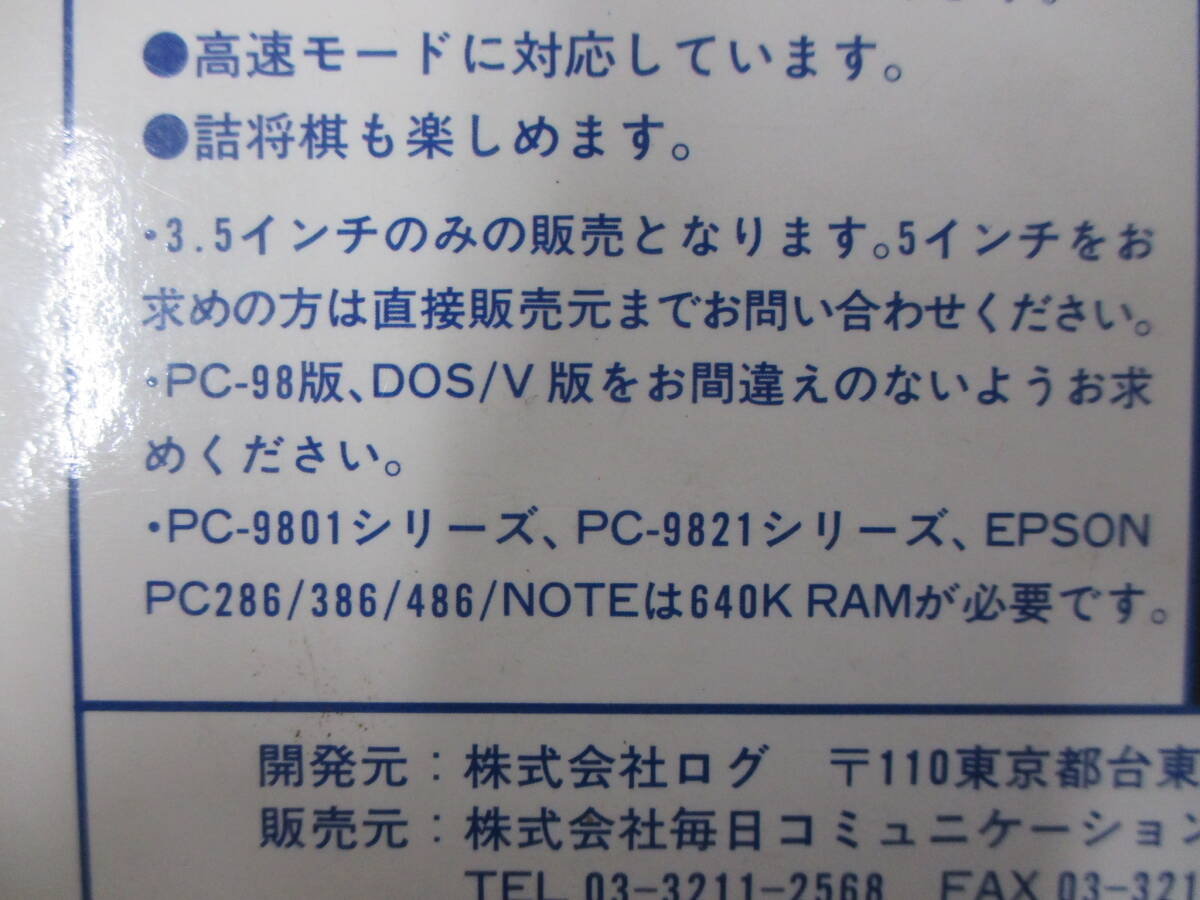 ●高速モードに対応しています。
●詰将棋も楽しめます。
・3.5インチのみの販売となります。5インチをお
求めの方は直接販売元までお問い合わせください。
・PC-98版、DOS/V 版をお間違えのないようお求
めください。
・PC-9801シリーズ、PC-9821シリーズ、EPSON
PC286/386/486/NOTEは640K RAMが必要です。
開発元：株式会社ログ 〒110東京都台東
販売元：株式会社毎日コミュニケーション
TEL 03-3211-2568 FAX 03-321